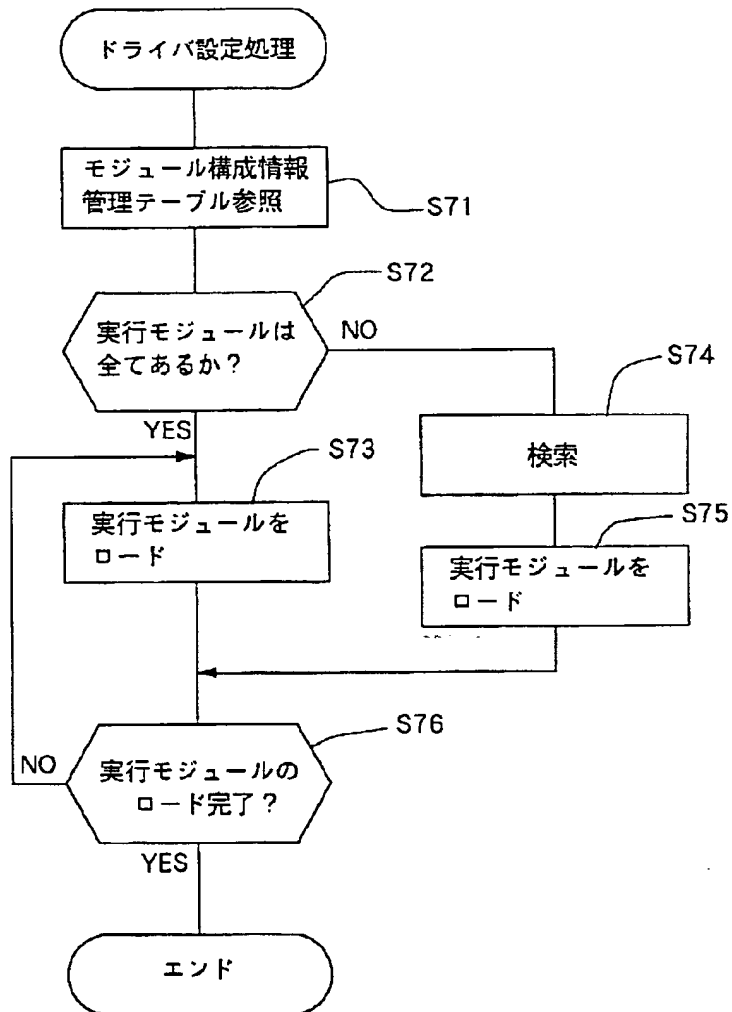 ドライバ設定処理
モジュール構成情報
管理テーブル参照
S71
S72
実行モジュールは
全てあるか?
NO
YES
S74
検索
S73
実行モジュールを
ロード
S75
実行モジュールを
ロード
S76
実行モジュールの
ロード完了?
NO
YES
エンド